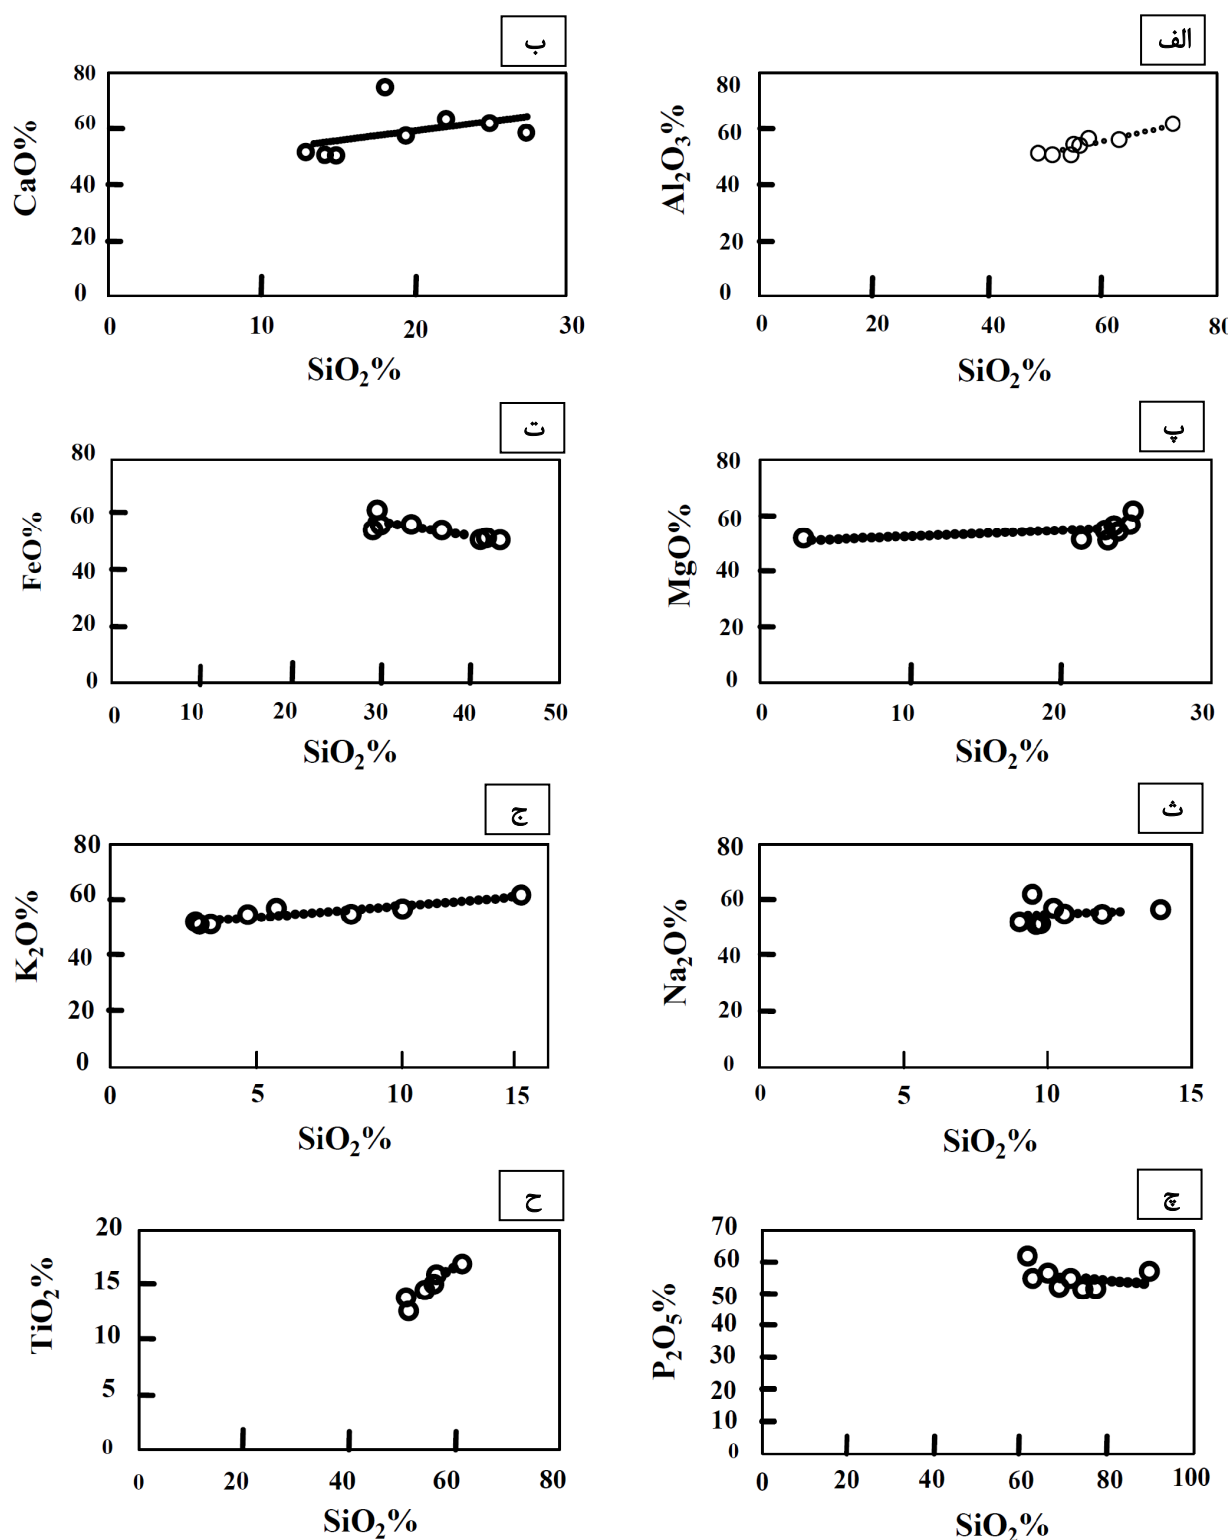 الف
Al₂O₃%
80
60
40
20
0
0 20 40 60 80
SiO₂%
ب
CaO%
80
60
40
20
0
0 10 20 30
SiO₂%
پ
MgO%
80
60
40
20
0
0 10 20 30
SiO₂%
ت
FeO%
80
60
40
20
0
0 10 20 30 40 50
SiO₂%
ث
Na₂O%
80
60
40
20
0
0 5 10 15
SiO₂%
ج
K₂O%
80
60
40
20
0
0 5 10 15
SiO₂%
چ
P₂O₅%
70
60
50
40
30
20
10
0
0 20 40 60 80 100
SiO₂%
ح
TiO₂%
20
15
10
5
0
0 20 40 60 80
SiO₂%